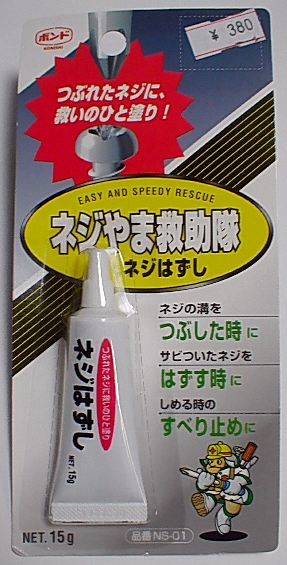 ボンド
KONISHI
¥ 380
つぶれたネジに、
救いのひと塗り！
EASY AND SPEEDY RESCUE
ネジやま救助隊
ネジはずし
ネジの溝を
つぶした時に
サビついたネジを
はずす時に
しめる時の
すべり止めに
つぶれたネジに救いのひと塗り
ネジはずし
NET. 15g
NET. 15g
品番 NS-01